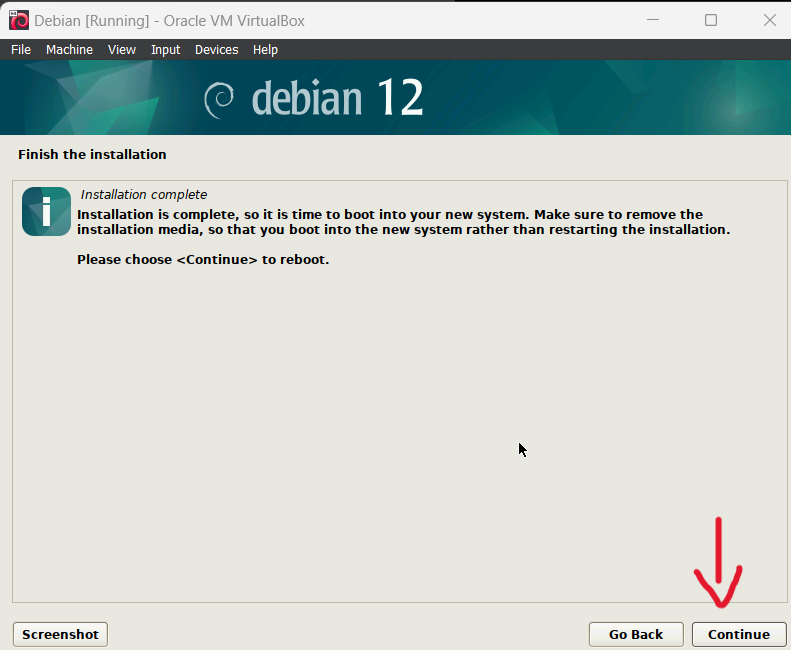 Debian [Running] - Oracle VM VirtualBox
File Machine View Input Devices Help
debian 12
Finish the installation
Installation complete
Installation is complete, so it is time to boot into your new system. Make sure to remove the
installation media, so that you boot into the new system rather than restarting the installation.
Please choose <Continue> to reboot.
Screenshot Go Back Continue